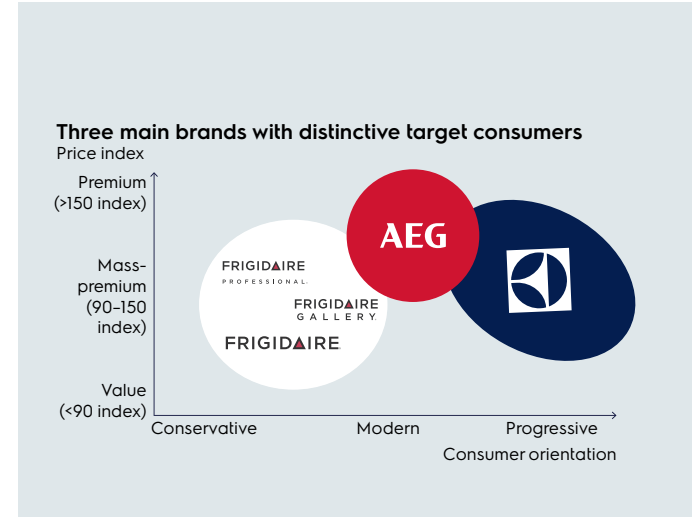 Three main brands with distinctive target consumers
Price index
Premium
(>150 index)
AEG
Mass-
premium
(90–150
index)
FRIGIDAIRE
PROFESSIONAL.
FRIGIDAIRE
GALLERY.
FRIGIDAIRE
Value
(<90 index)
Conservative
Modern
Progressive
Consumer orientation